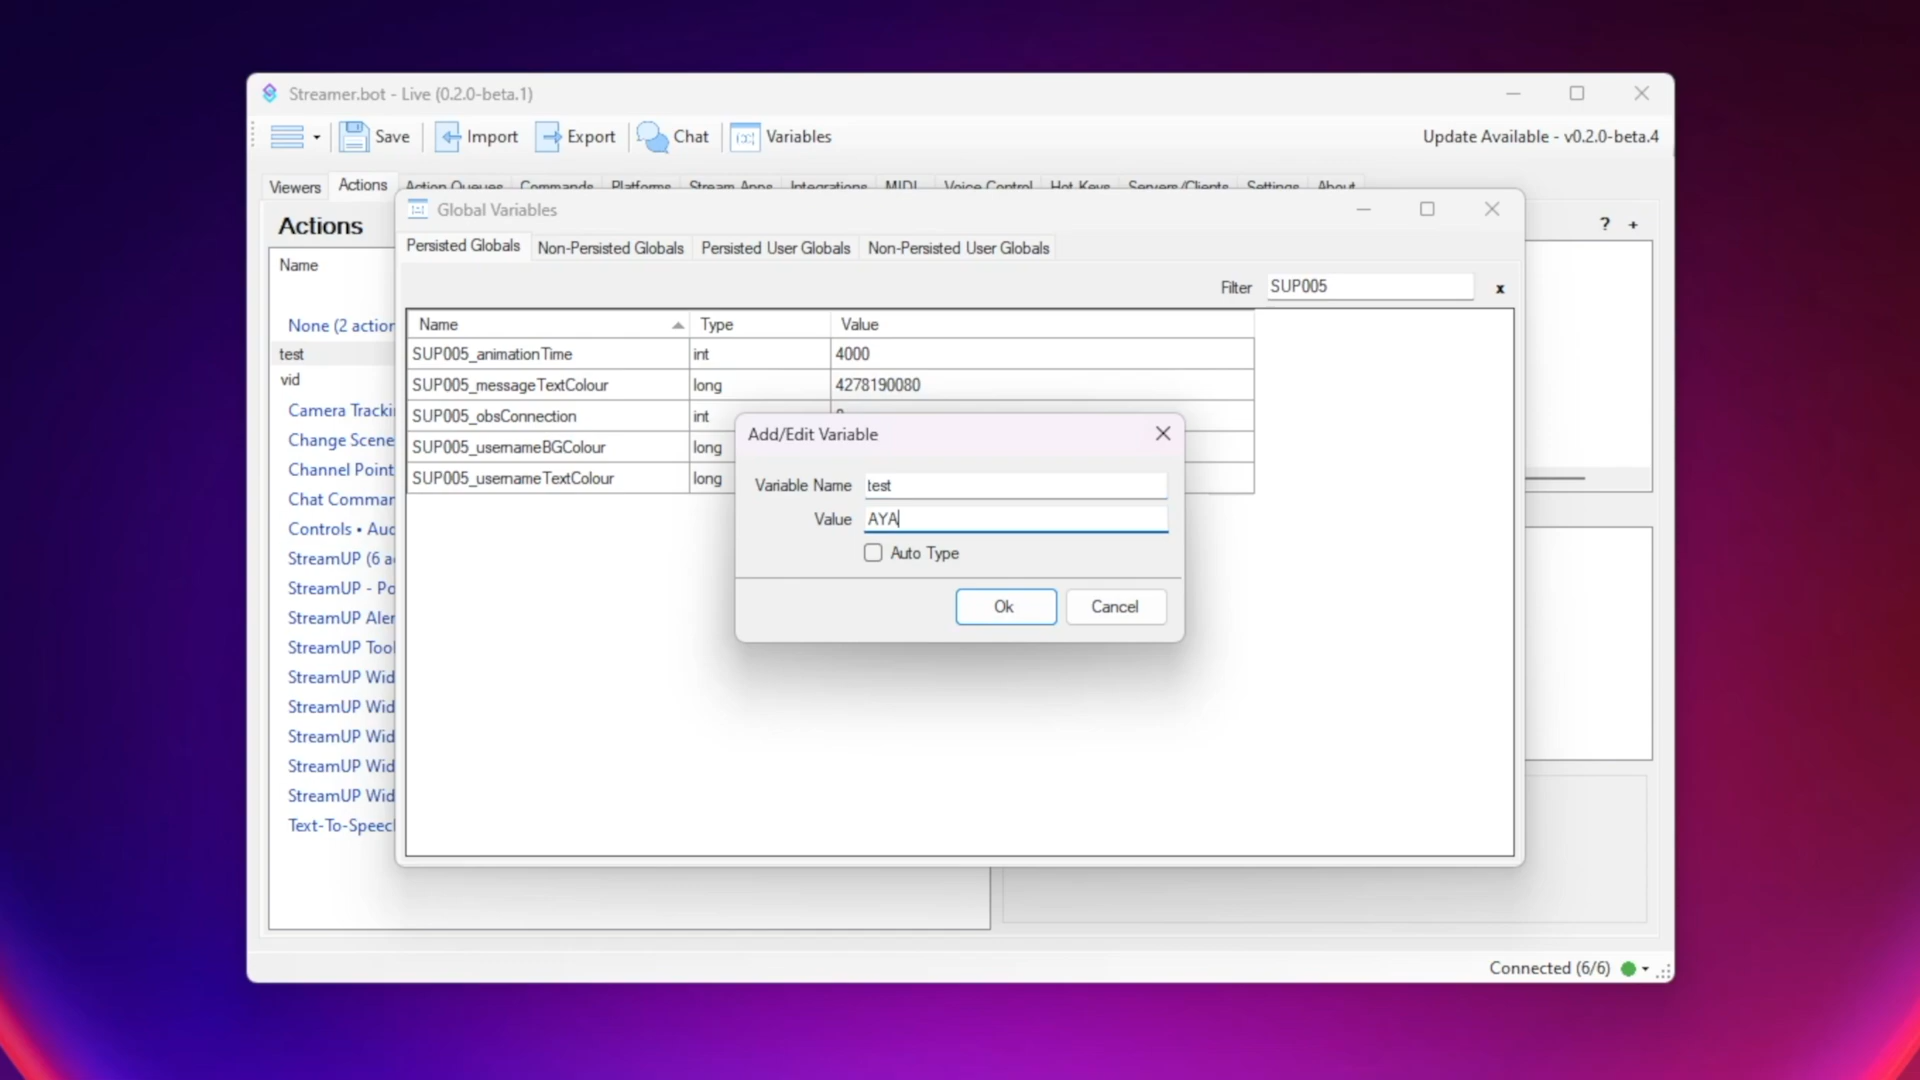 Streamer.bot - Live (0.2.0-beta.1)
Save
Import
Export
Chat
Variables
Update Available - v0.2.0-beta.4
Viewers
Actions
Action Queues
Commands
Platforms
Stream Apps
Integrations
MIDI
Voice Control
Hot Keys
Servers/Clients
Settings
About
Actions
? +
Name
None (2 action
test
vid
Camera Tracki
Change Scene
Channel Point
Chat Comman
Controls • Aud
StreamUP (6 a
StreamUP - Po
StreamUP Aler
StreamUP Tool
StreamUP Wid
StreamUP Wid
StreamUP Wid
StreamUP Wid
StreamUP Wid
Text-To-Speec
Global Variables
Persisted Globals
Non-Persisted Globals
Persisted User Globals
Non-Persisted User Globals
Filter SUP005 x
Name Type Value
SUP005_animationTime int 4000
SUP005_messageTextColour long 4278190080
SUP005_obsConnection int
SUP005_usernameBGColour long
SUP005_usernameTextColour long
Add/Edit Variable
Variable Name test
Value AYA
Auto Type
Ok
Cancel
Connected (6/6)